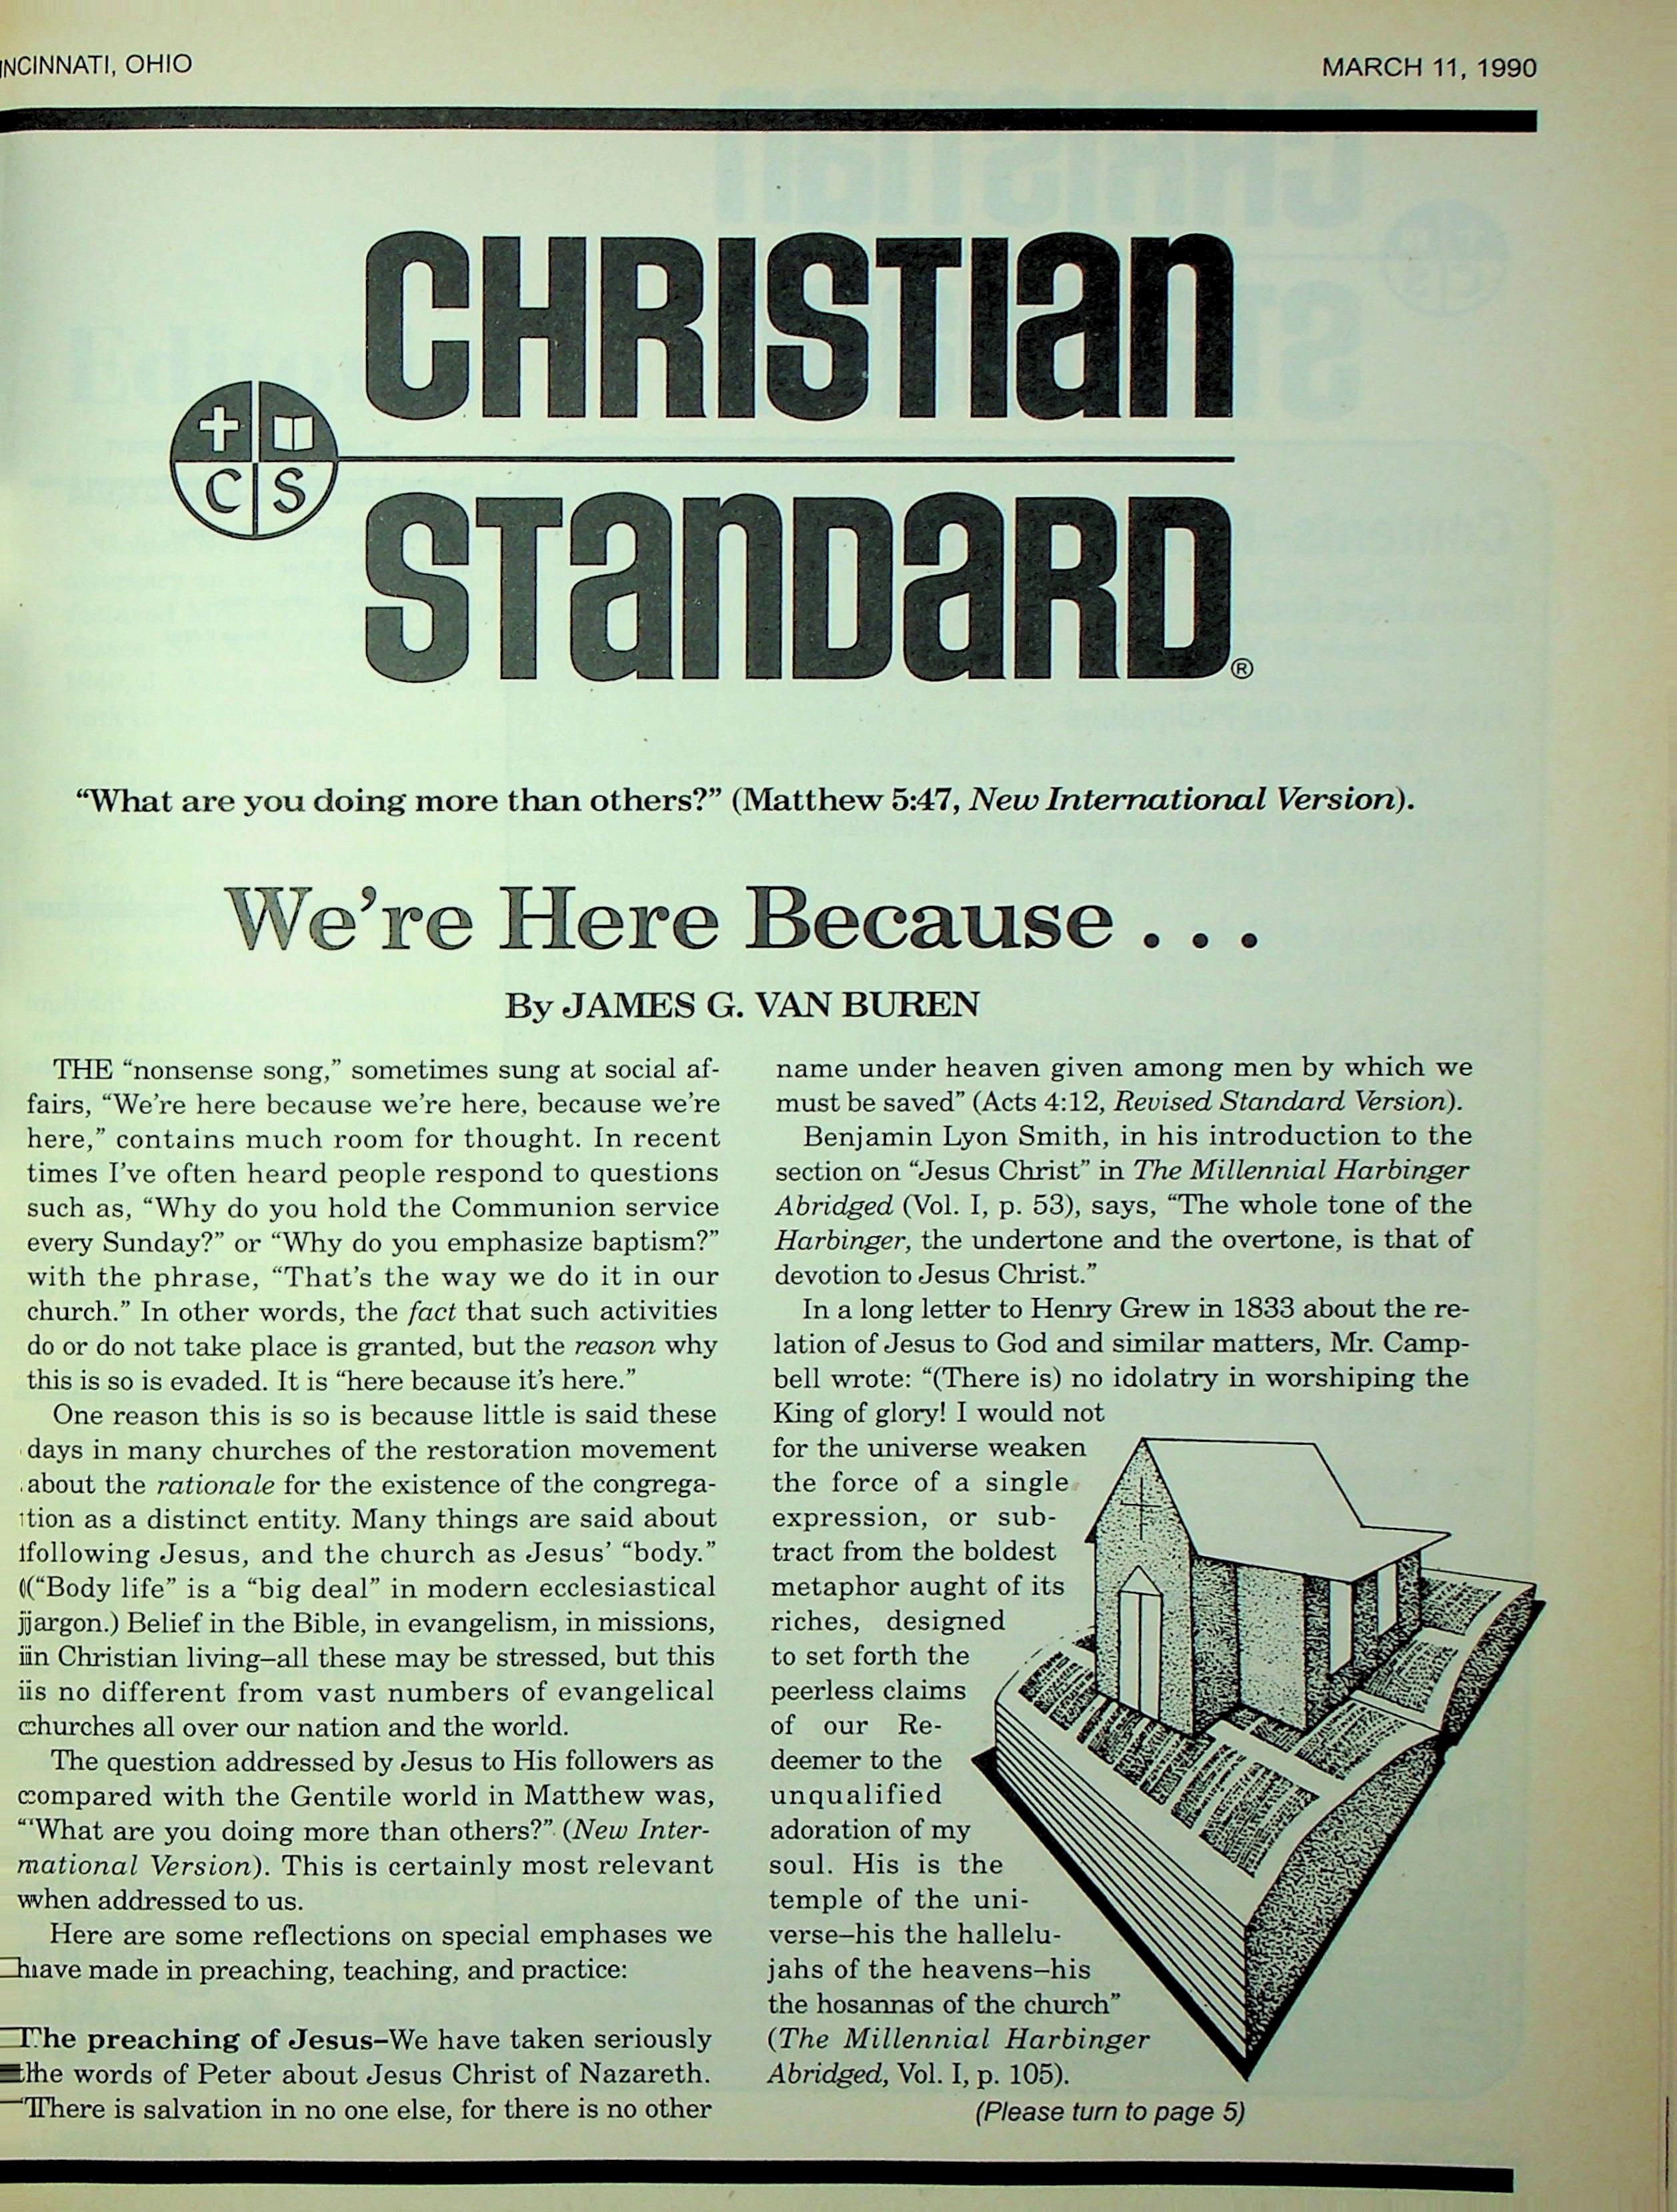 INCINNATI, OHIO
MARCH 11, 1990
CHRISTIAN
C S
STANDARD®
“What are you doing more than others?” (Matthew 5:47, New International Version).
We’re Here Because . . .
By JAMES G. VAN BUREN
THE “nonsense song,” sometimes sung at social af-
fairs, “We’re here because we’re here, because we’re
here,” contains much room for thought. In recent
times I’ve often heard people respond to questions
such as, “Why do you hold the Communion service
every Sunday?” or “Why do you emphasize baptism?”
with the phrase, “That’s the way we do it in our
church.” In other words, the fact that such activities
do or do not take place is granted, but the reason why
this is so is evaded. It is “here because it’s here.”
One reason this is so is because little is said these
days in many churches of the restoration movement
about the rationale for the existence of the congrega-
tion as a distinct entity. Many things are said about
following Jesus, and the church as Jesus’ “body.”
(“Body life” is a “big deal” in modern ecclesiastical
jargon.) Belief in the Bible, in evangelism, in missions,
in Christian living–all these may be stressed, but this
is no different from vast numbers of evangelical
churches all over our nation and the world.
The question addressed by Jesus to His followers as
compared with the Gentile world in Matthew was,
“What are you doing more than others?” (New Inter-
national Version). This is certainly most relevant
when addressed to us.
Here are some reflections on special emphases we
have made in preaching, teaching, and practice:
The preaching of Jesus–We have taken seriously
the words of Peter about Jesus Christ of Nazareth.
“There is salvation in no one else, for there is no other
name under heaven given among men by which we
must be saved” (Acts 4:12, Revised Standard Version).
Benjamin Lyon Smith, in his introduction to the
section on “Jesus Christ” in The Millennial Harbinger
Abridged (Vol. I, p. 53), says, “The whole tone of the
Harbinger, the undertone and the overtone, is that of
devotion to Jesus Christ.”
In a long letter to Henry Grew in 1833 about the re-
lation of Jesus to God and similar matters, Mr. Camp-
bell wrote: “(There is) no idolatry in worshiping the
King of glory! I would not
for the universe weaken
the force of a single
expression, or sub-
tract from the boldest
metaphor aught of its
riches, designed
to set forth the
peerless claims
of our Re-
deemer to the
unqualified
adoration of my
soul. His is the
temple of the uni-
verse–his the hallelu-
jahs of the heavens–his
the hosannas of the church”
(The Millennial Harbinger
Abridged, Vol. I, p. 105).
(Please turn to page 5)